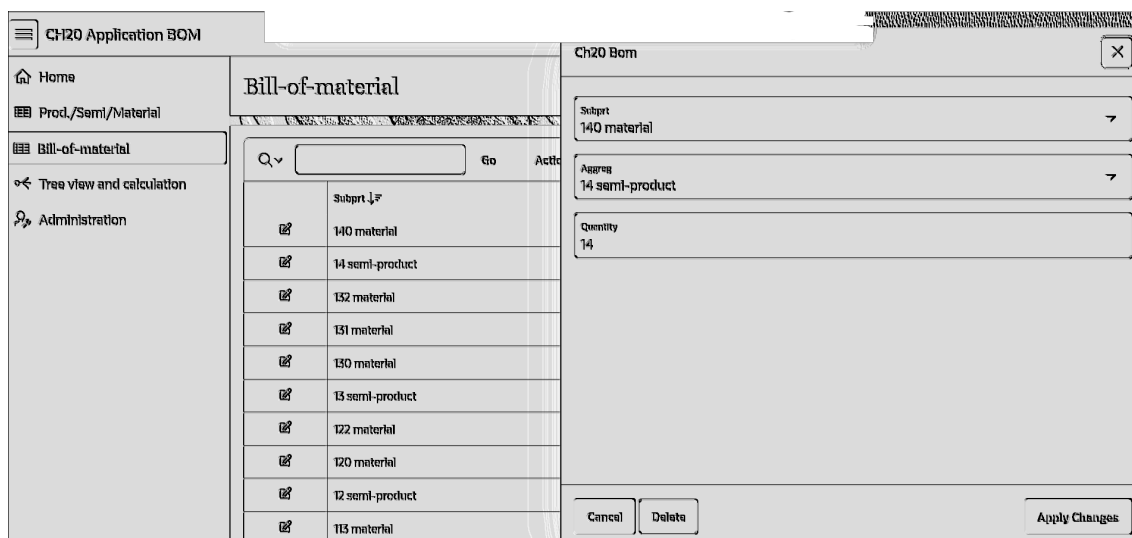 CH20 Application BOM
Home
Prod./Semi/Material
Bill-of-material
Tree view and calculation
Administration
Bill-of-material
Go
Subprt
140 material
14 semi-product
132 material
131 material
130 material
13 semi-product
122 material
120 material
12 semi-product
113 material
Ch20 Bom
Subprt
140 material
Aggreg
14 semi-product
Quantity
14
Cancel Delete Apply Changes